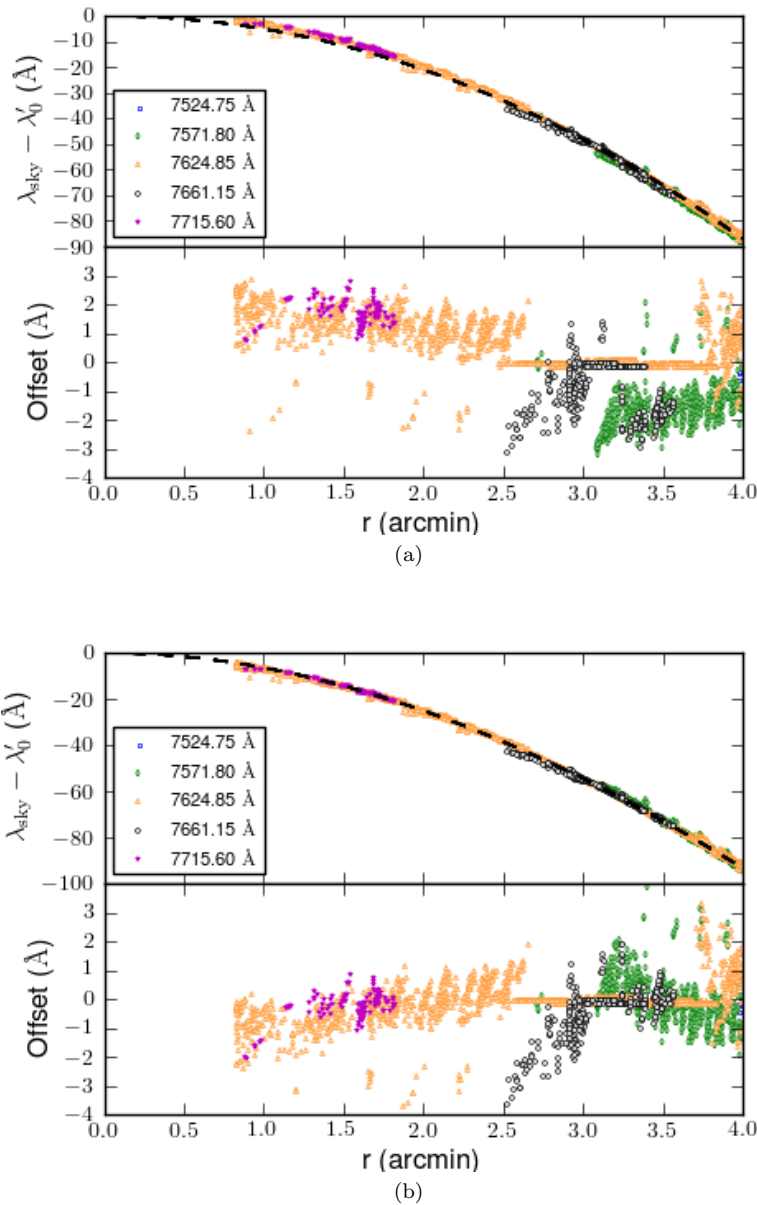 0
−10
−20
−30
−40
−50
−60
−70
−80
−90
λsky − λ′0 (Å)
7524.75 Å
7571.80 Å
7624.85 Å
7661.15 Å
7715.60 Å
3
2
1
0
−1
−2
−3
−4
Offset (Å)
0.0 0.5 1.0 1.5 2.0 2.5 3.0 3.5 4.0
r (arcmin)
(a)
0
−20
−40
−60
−80
−100
λsky − λ′0 (Å)
7524.75 Å
7571.80 Å
7624.85 Å
7661.15 Å
7715.60 Å
3
2
1
0
−1
−2
−3
−4
Offset (Å)
0.0 0.5 1.0 1.5 2.0 2.5 3.0 3.5 4.0
r (arcmin)
(b)